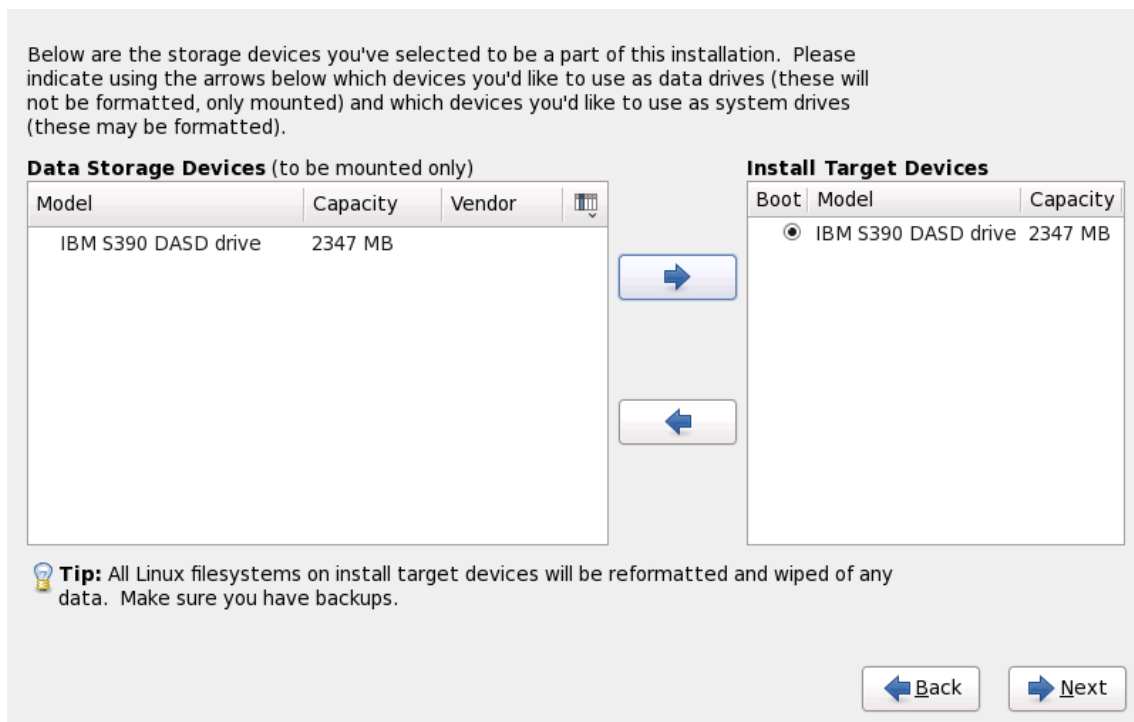 Below are the storage devices you've selected to be a part of this installation.  Please
indicate using the arrows below which devices you'd like to use as data drives (these will
not be formatted, only mounted) and which devices you'd like to use as system drives
(these may be formatted).
Data Storage Devices (to be mounted only)
Model Capacity Vendor
IBM S390 DASD drive 2347 MB
Install Target Devices
Boot Model Capacity
IBM S390 DASD drive 2347 MB
Tip: All Linux filesystems on install target devices will be reformatted and wiped of any
data.  Make sure you have backups.
Back
Next